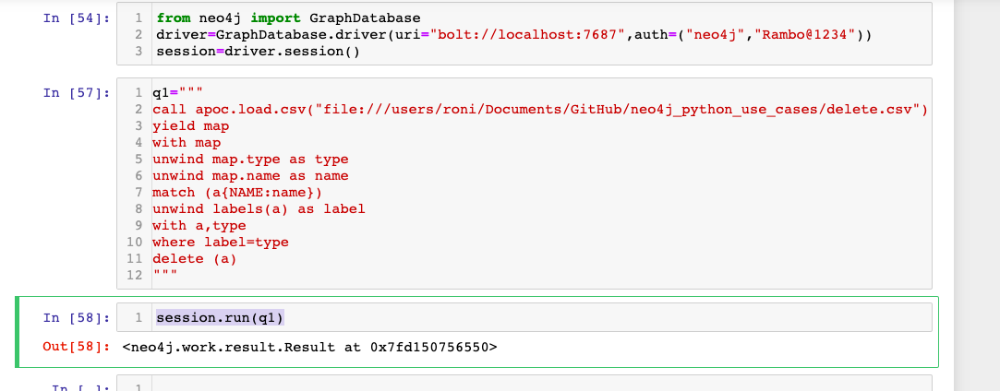 In [54]: 1 from neo4j import GraphDatabase
2 driver=GraphDatabase.driver(uri="bolt://localhost:7687",auth=("neo4j","Rambo@1234"))
3 session=driver.session()
In [57]: 1 q1="""
2 call apoc.load.csv("file:///users/roni/Documents/GitHub/neo4j_python_use_cases/delete.csv")
3 yield map
4 with map
5 unwind map.type as type
6 unwind map.name as name
7 match (a{NAME:name})
8 unwind labels(a) as label
9 with a,type
10 where label=type
11 delete (a)
12 """
In [58]: 1 session.run(q1)
Out[58]: <neo4j.work.result.Result at 0x7fd150756550>
In [ ]: 1